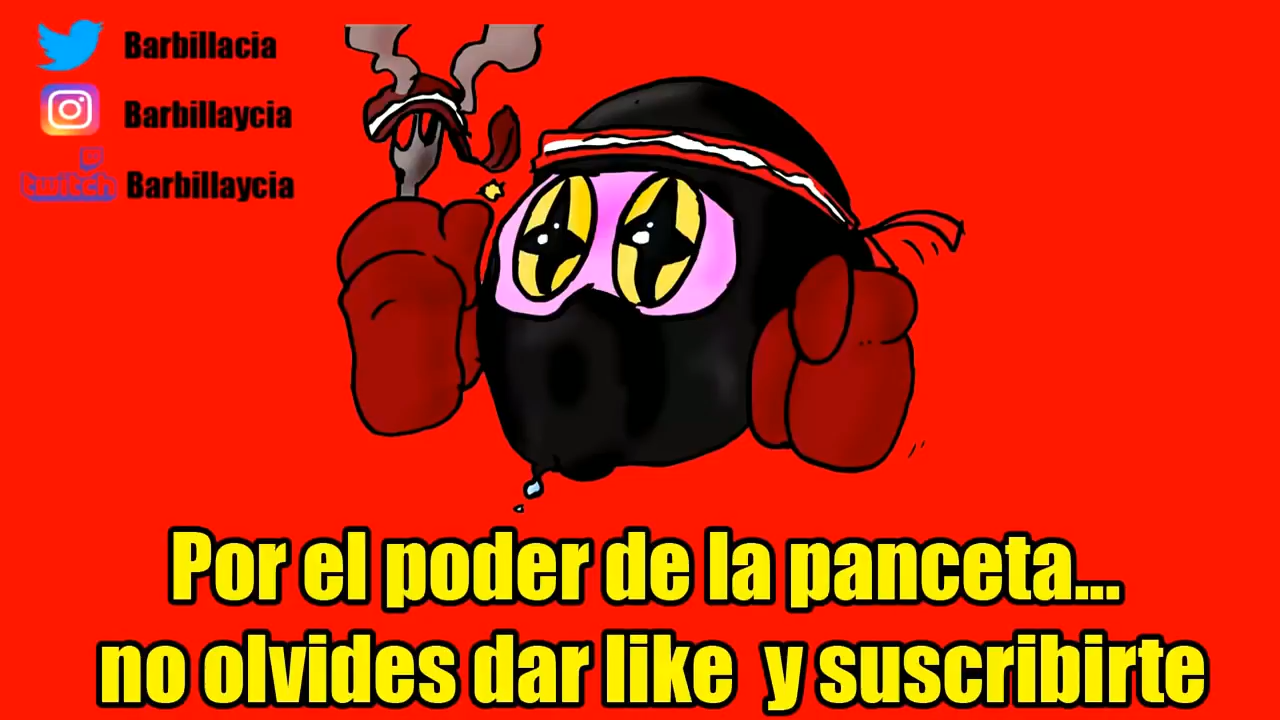 Barbillacia
Barbillaycia
twitch Barbillaycia
Por el poder de la panceta...
no olvides dar like y suscribirte